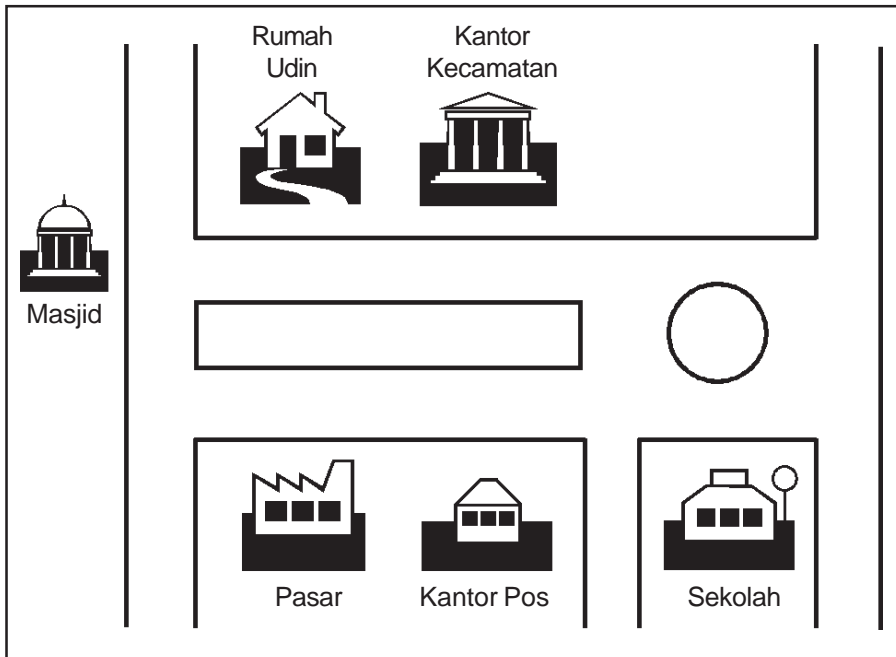 Rumah
Udin
Kantor
Kecamatan
Masjid
Pasar
Kantor Pos
Sekolah